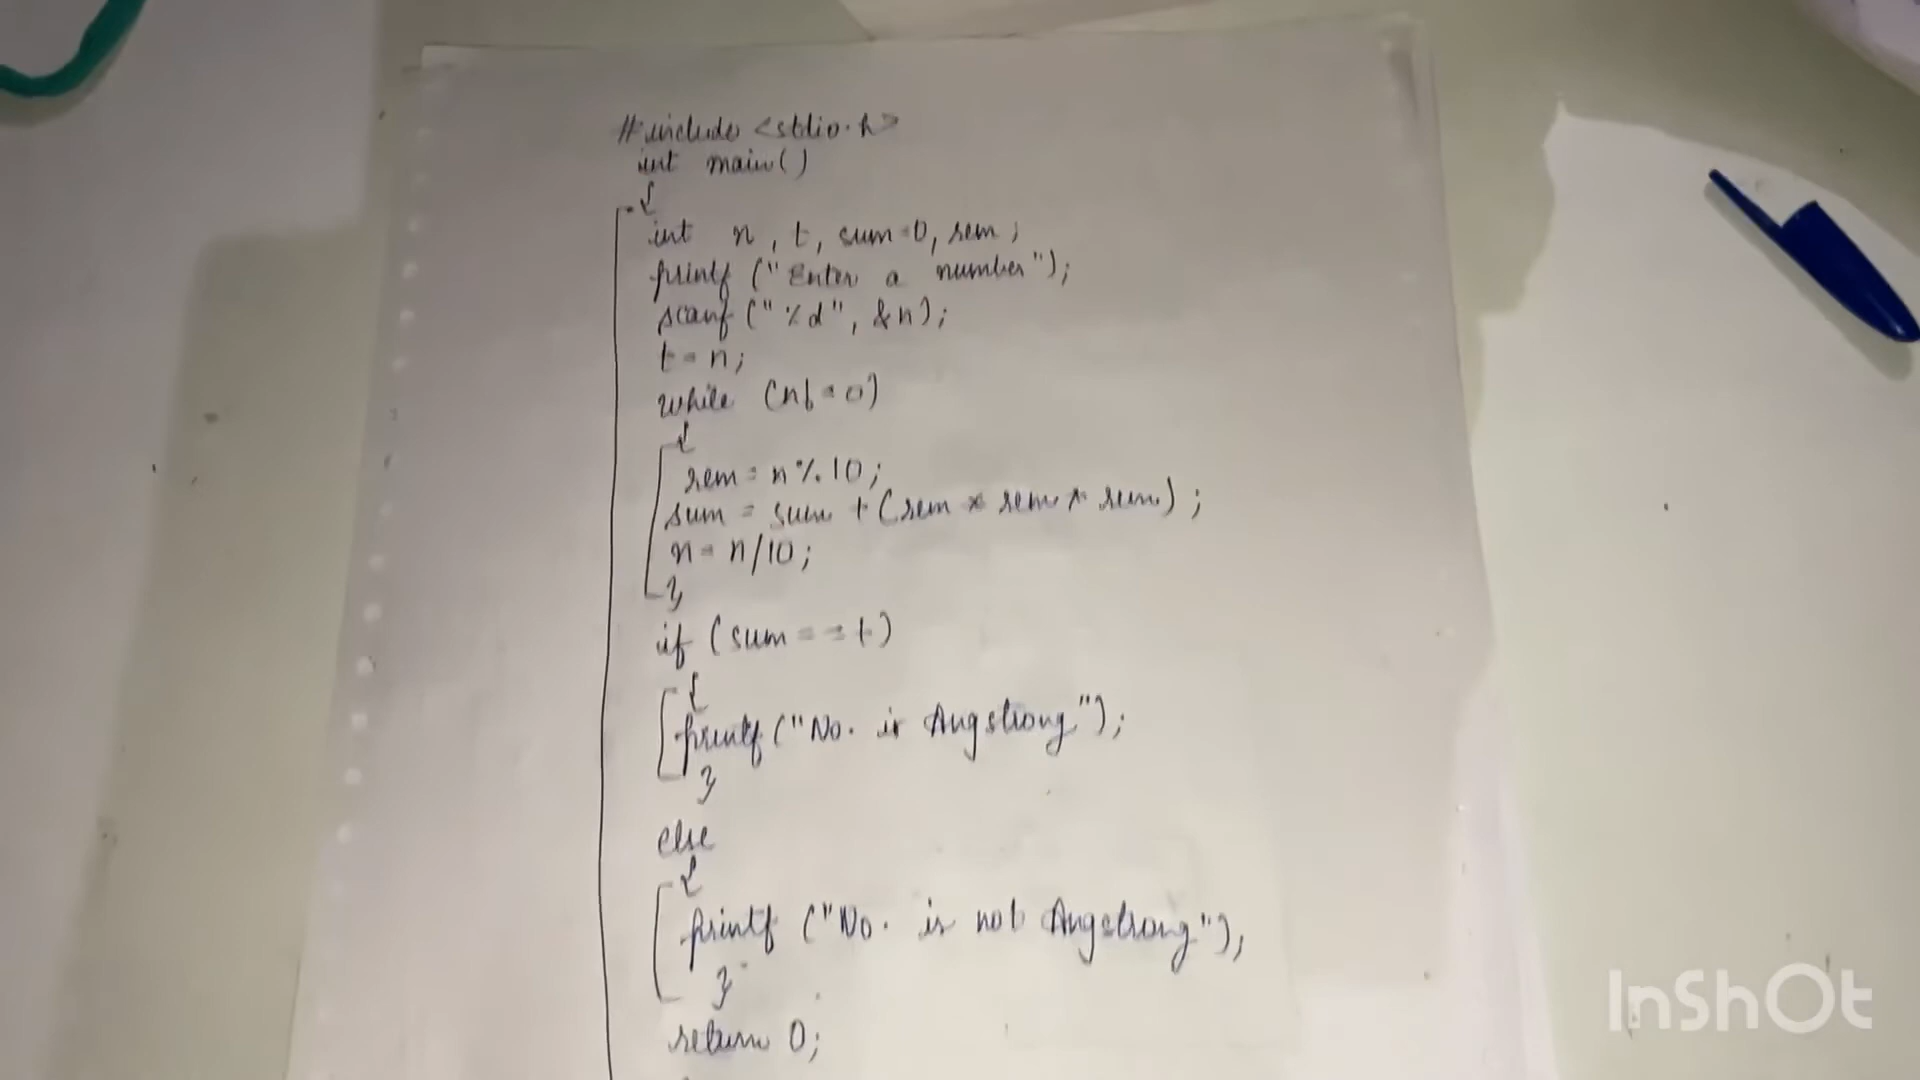 #include <stdio.h>
int main()
{
int n, t, sum=0, rem;
printf ("Enter a number");
scanf ("%d", &n);
t=n;
while (n!=0)
{
rem=n%10;
sum=sum+(rem*rem*rem);
n=n/10;
}
if (sum==t)
{
printf("No. is Angstrong");
}
else
{
printf ("No. is not Angstrong");
}
return 0;
InShOt